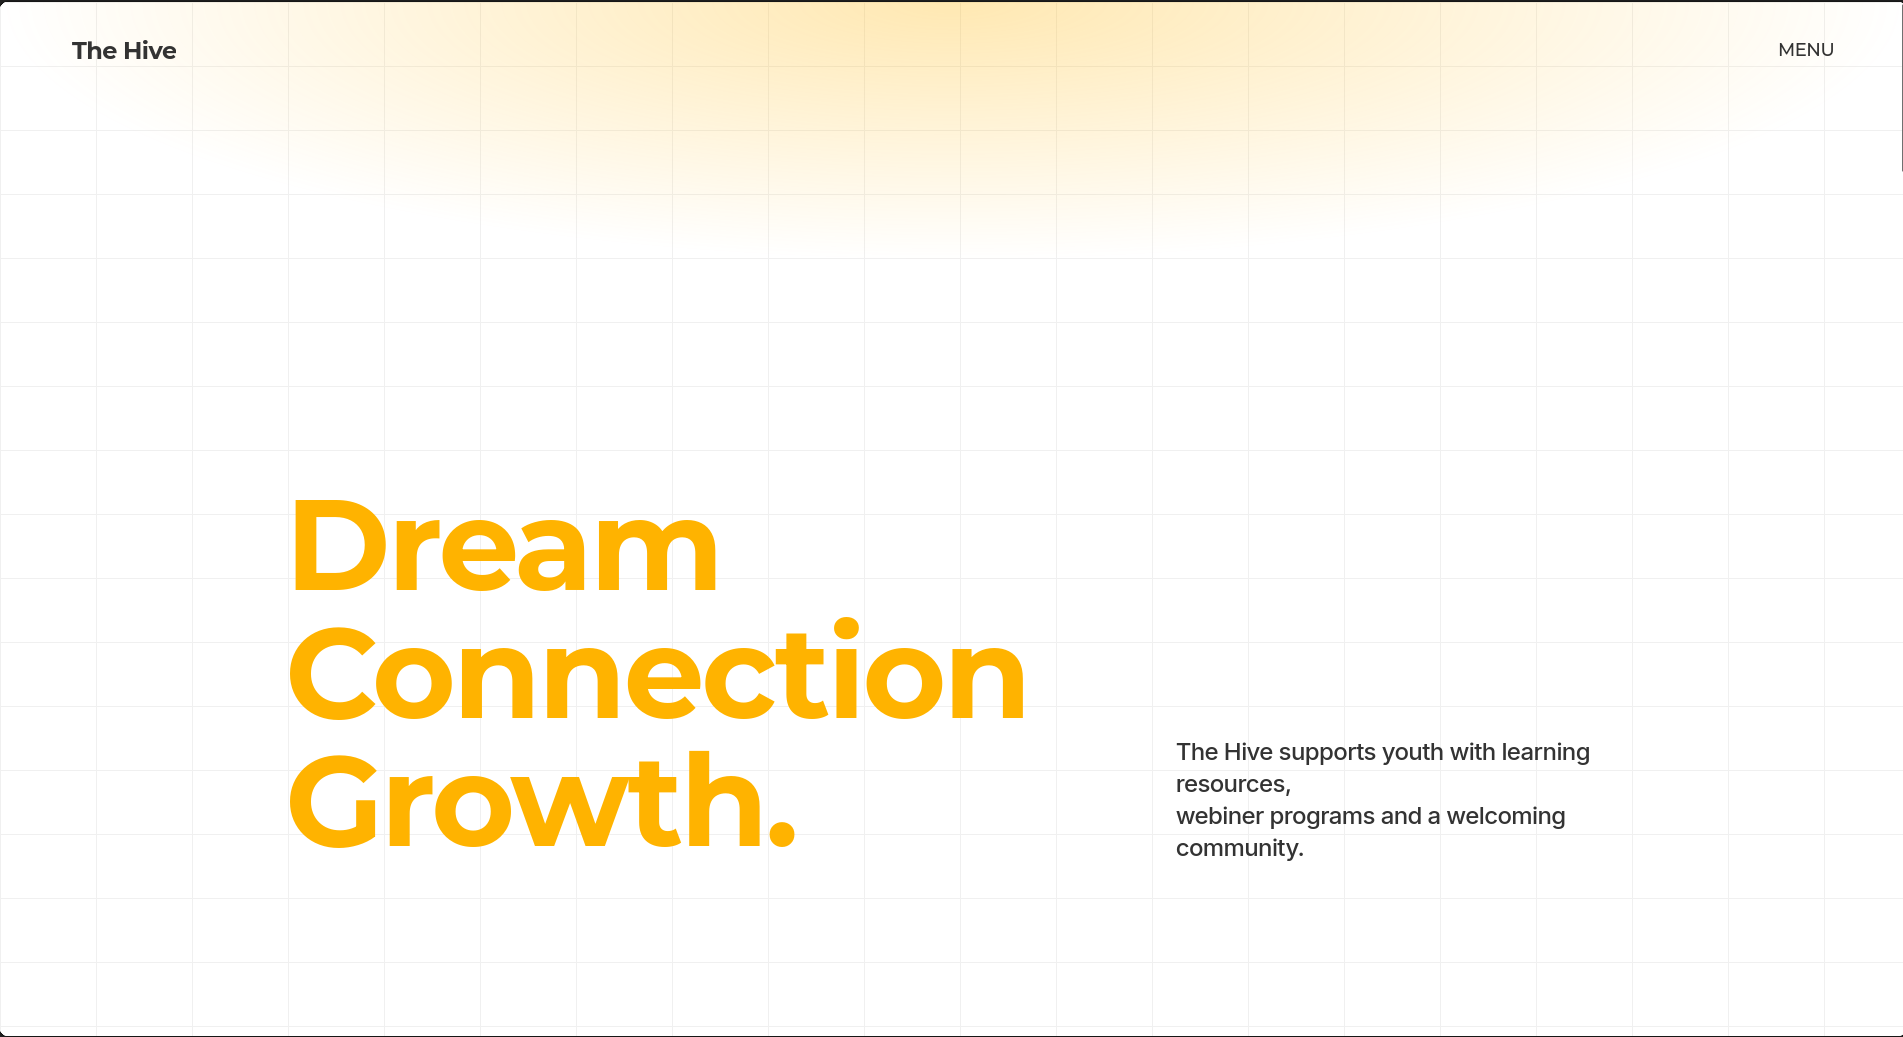 The Hive
MENU
Dream
Connection
Growth.
The Hive supports youth with learning
resources,
webiner programs and a welcoming
community.